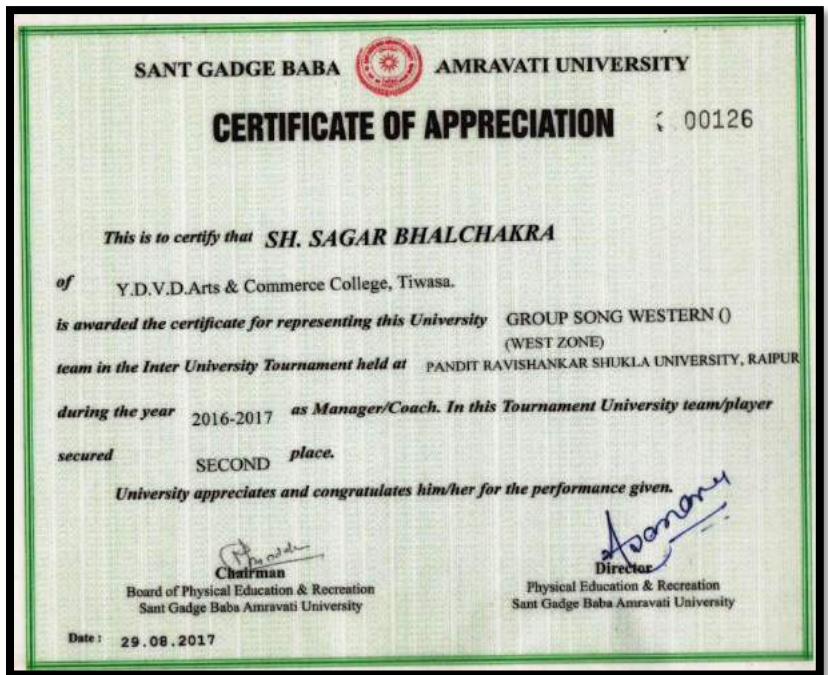 SANT GADGE BABA AMRAVATI UNIVERSITY
CERTIFICATE OF APPRECIATION 00126
This is to certify that SH. SAGAR BHALCHAKRA
of Y.D.V.D.Arts & Commerce College, Tiwasa.
is awarded the certificate for representing this University GROUP SONG WESTERN ()
(WEST ZONE)
team in the Inter University Tournament held at PANDIT RAVISHANKAR SHUKLA UNIVERSITY, RAIPUR
during the year 2016-2017 as Manager/Coach. In this Tournament University team/player
secured SECOND place.
University appreciates and congratulates him/her for the performance given.
Chairman
Board of Physical Education & Recreation
Sant Gadge Baba Amravati University
Director
Physical Education & Recreation
Sant Gadge Baba Amravati University
Date : 29.08.2017